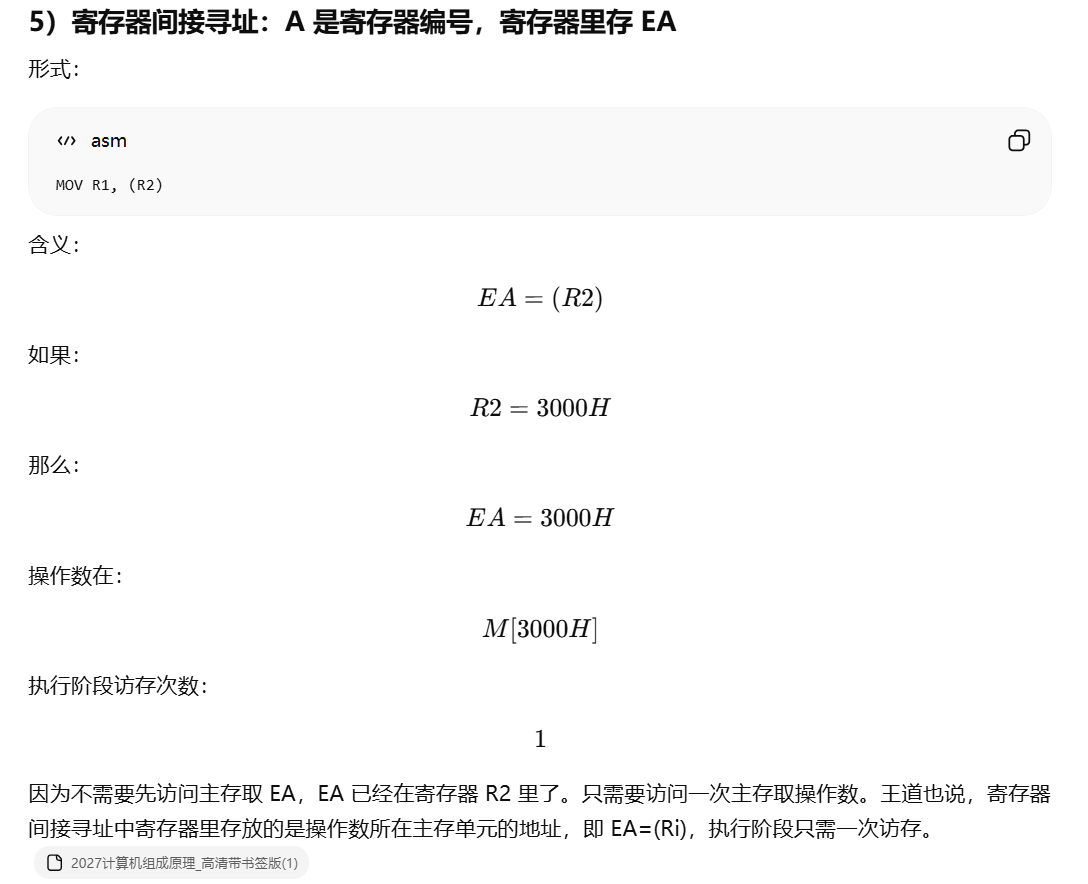 5）寄存器间接寻址：A 是寄存器编号，寄存器里存 EA
形式：
asm
MOV R1, (R2)
含义：
EA = (R2)
如果：
R2 = 3000H
那么：
EA = 3000H
操作数在：
M[3000H]
执行阶段访存次数：
1
因为不需要先访问主存取 EA，EA 已经在寄存器 R2 里了。只需要访问一次主存取操作数。王道也说，寄存器
间接寻址中寄存器里存放的是操作数所在主存单元的地址，即 EA=(Ri)，执行阶段只需一次访存。
2027计算机组成原理_高清带书签版(1)